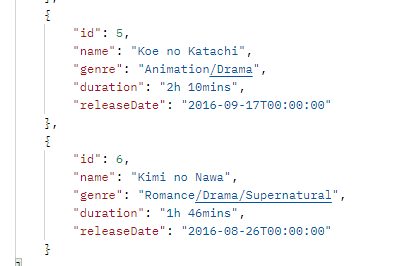 },
{
"id": 5,
"name": "Koe no Katachi",
"genre": "Animation/Drama",
"duration": "2h 10mins",
"releaseDate": "2016-09-17T00:00:00"
},
{
"id": 6,
"name": "Kimi no Nawa",
"genre": "Romance/Drama/Supernatural",
"duration": "1h 46mins",
"releaseDate": "2016-08-26T00:00:00"
}
]